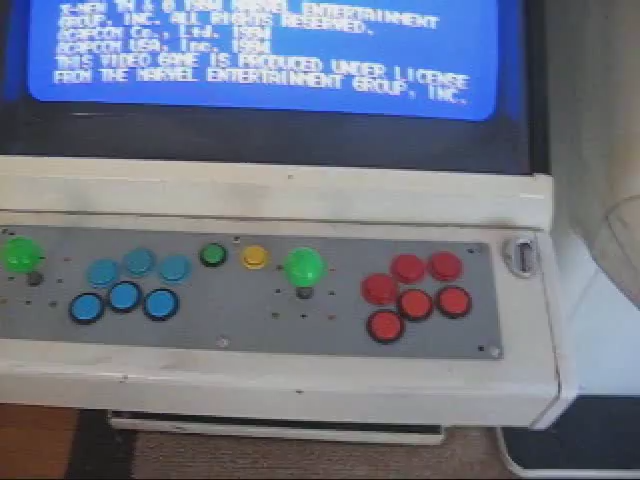 X-MEN TM & © 1994 MARVEL ENTERTAINMENT
GROUP, INC. ALL RIGHTS RESERVED.
©CAPCOM Co., Ltd. 1994
©CAPCOM USA, Inc. 1994
THIS VIDEO GAME IS PRODUCED UNDER LICENSE
FROM THE MARVEL ENTERTAINMENT GROUP, INC.